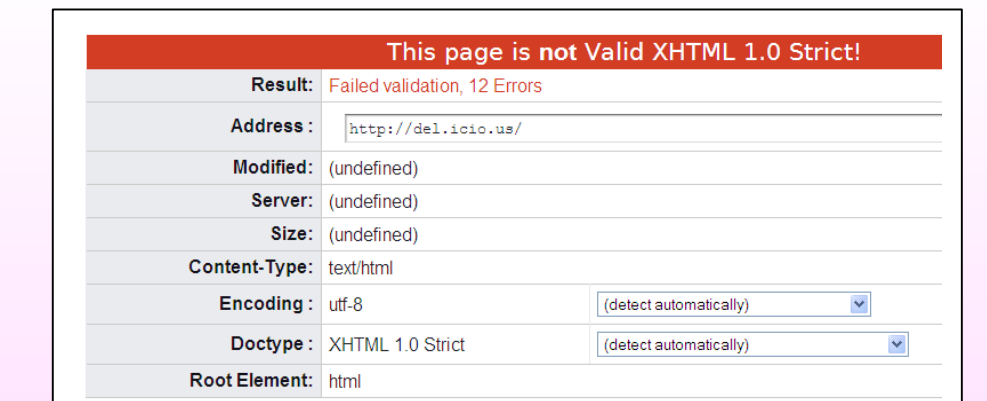 This page is not Valid XHTML 1.0 Strict!
Result: Failed validation, 12 Errors
Address : http://del.icio.us/
Modified: (undefined)
Server: (undefined)
Size: (undefined)
Content-Type: text/html
Encoding : utf-8 (detect automatically)
Doctype : XHTML 1.0 Strict (detect automatically)
Root Element: html